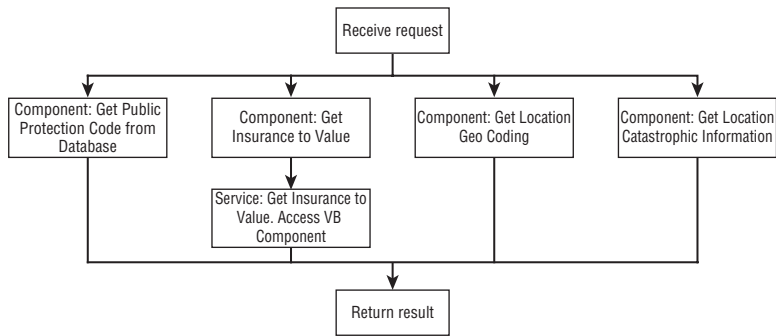 Receive request
Component: Get Public
Protection Code from
Database
Component: Get
Insurance to Value
Component: Get Location
Geo Coding
Component: Get Location
Catastrophic Information
Service: Get Insurance to
Value. Access VB
Component
Return result